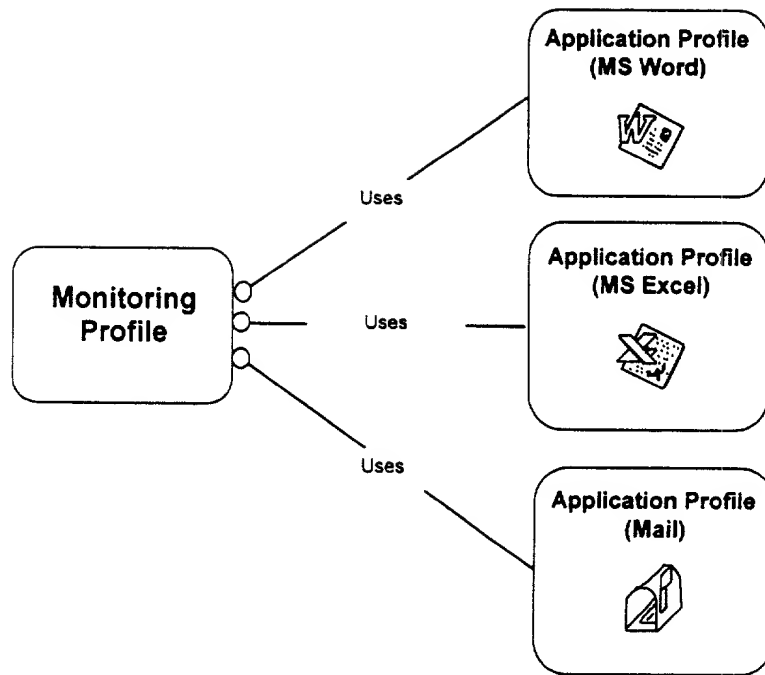 Application Profile
(MS Word)
W
Uses
Monitoring
Profile
Application Profile
(MS Excel)
Uses
Uses
Application Profile
(Mail)